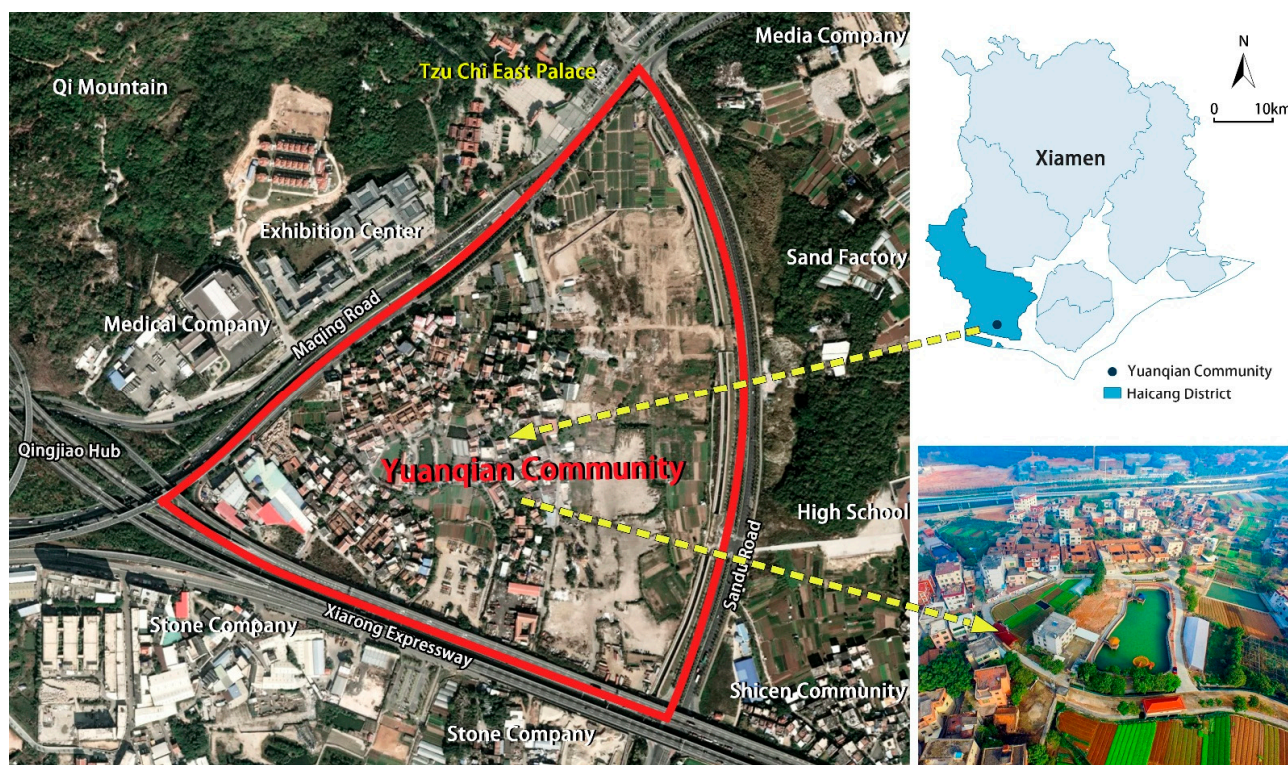 Media Company
Tzu Chi East Palace
Qi Mountain
Exhibition Center
Sand Factory
Medical Company
Maqing Road
Qingjiao Hub
Yuanqian Community
High School
Sandu Road
Stone Company
Xiarong Expressway
Shicen Community
Stone Company
N
0 10km
Xiamen
Yuanqian Community
Haicang District